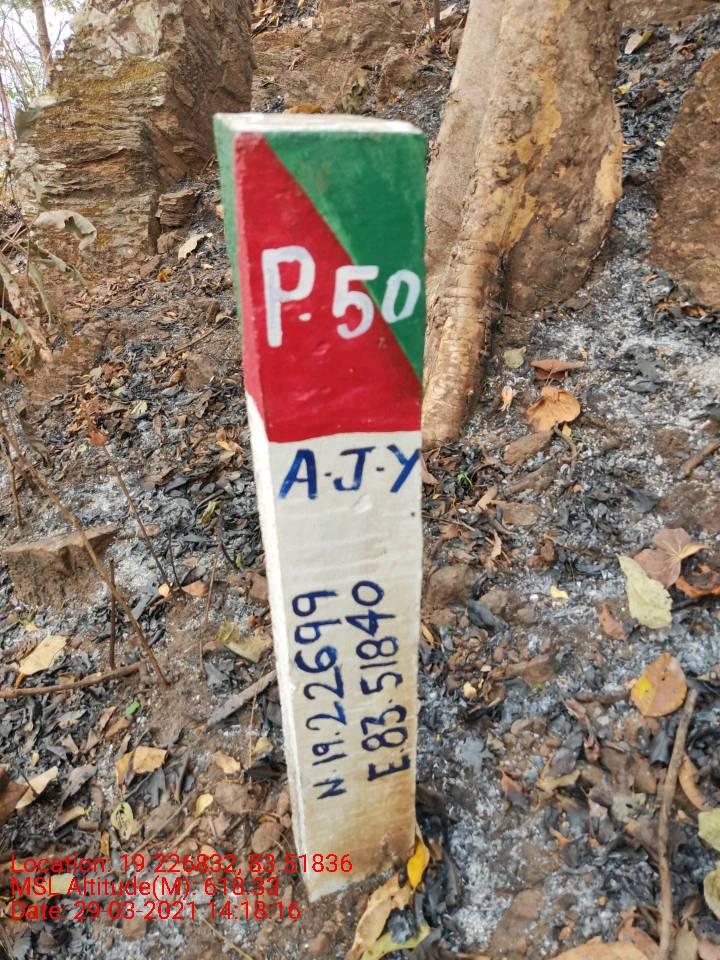 P. 50
A.J.Y
N.19.22699
E.83.51840
Location: 19.226832, 83.51836
MSL Altitude(M): 618.33
Date: 29-03-2021 14:18:16